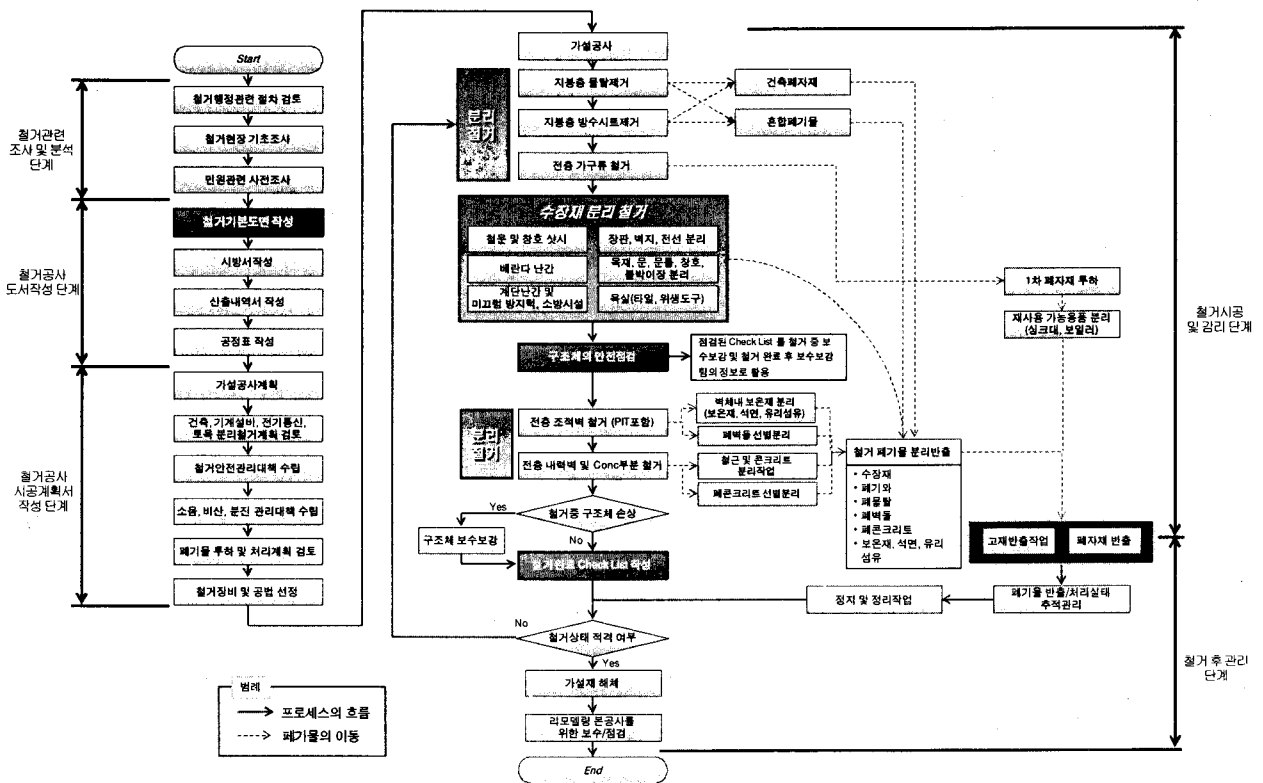 Start
철거행정관련 절차 검토
철거현장 기초조사
민원관련 사전조사
철거기본도면 작성
시방서작성
산출내역서 작성
공정표 작성
가설공사계획
건축, 기계설비, 전기통신,
토목 분리철거계획 검토
철거안전관리대책 수립
소음, 비산, 분진 관리대책 수립
폐기물 투하 및 처리계획 검토
철거장비 및 공법 선정
철거관련
조사 및 분석
단계
철거공사
도서작성 단계
철거공사
시공계획서
작성 단계
범례
프로세스의 흐름
폐기물의 이동
가설공사
분리
철거
지붕층 몰탈제거
지붕층 방수시트제거
전층 가구류 철거
건축폐자재
혼합폐기물
수장재 분리 철거
철문 및 창호 샷시
장판, 벽지, 전선 분리
베란다 난간
목재, 문, 문틀, 창호,
붙박이장 분리
계단난간 및
미끄럼 방지턱, 소방시설
욕실(타일, 위생도구)
구조체의 안전점검
점검된 Check List 를 철거 중 보
수보강 및 철거 완료 후 보수보강
팀의 정보로 활용
분리
철거
전층 조적벽 철거 (PIT포함)
전층 내력벽 및 Conc부분 철거
벽체내 보온재 분리
(보온재, 석면, 유리섬유)
폐벽돌 선별분리
철근 및 콘크리트
분리작업
폐콘크리트 선별분리
철거중 구조체 손상
Yes
No
구조체 보수보강
철거완료 Check List 작성
철거상태 적격 여부
No
Yes
가설재 해체
리모델링 본공사를
위한 보수/점검
End
철거 폐기물 분리반출
• 수장재
• 폐기와
• 폐몰탈
• 폐벽돌
• 폐콘크리트
• 보온재, 석면, 유리
섬유
1차 폐자재 투하
재사용 가능용품 분리
(싱크대, 보일러)
고재반출작업
폐자재 반출
폐기물 반출/처리실태
추적관리
정지 및 정리작업
철거시공
및 감리 단계
철거 후 관리
단계